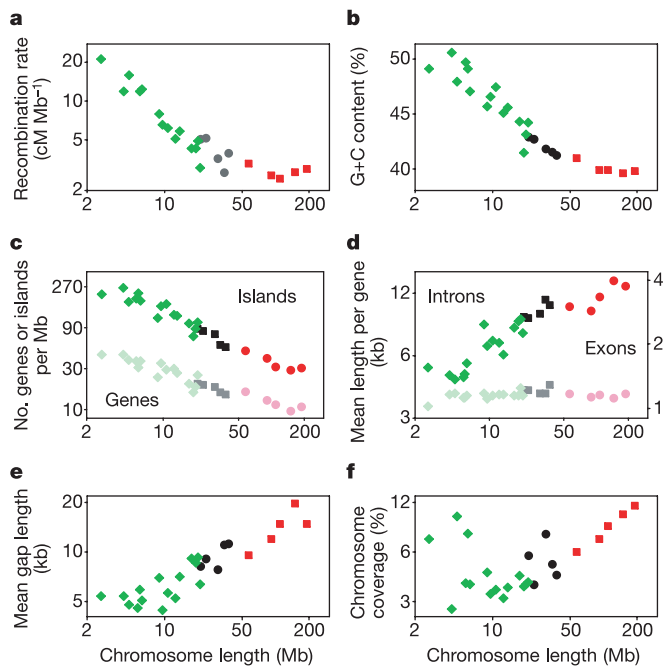 a
Recombination rate
(cM Mb⁻¹)
20
10
5
2
2
10
50
200
b
G+C content (%)
50
45
40
2
10
50
200
c
No. genes or islands
per Mb
270
90
30
10
Islands
Genes
2
10
50
200
d
Mean length per gene
(kb)
12
6
3
Introns
Exons
4
2
1
2
10
50
200
e
Mean gap length
(kb)
20
10
5
2
10
50
200
Chromosome length (Mb)
f
Chromosome
coverage (%)
12
6
3
2
10
50
200
Chromosome length (Mb)